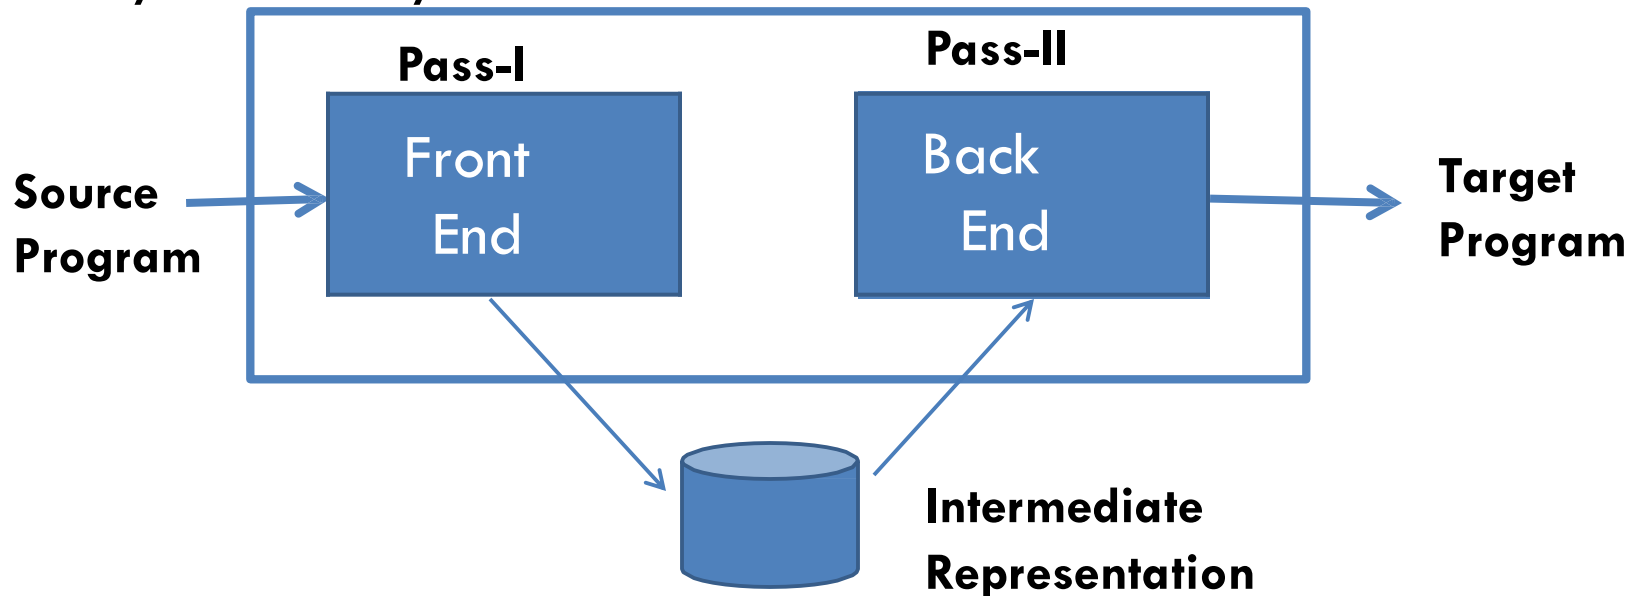 Pass-I
Pass-II
Front
End
Back
End
Source
Program
Target
Program
Intermediate
Representation